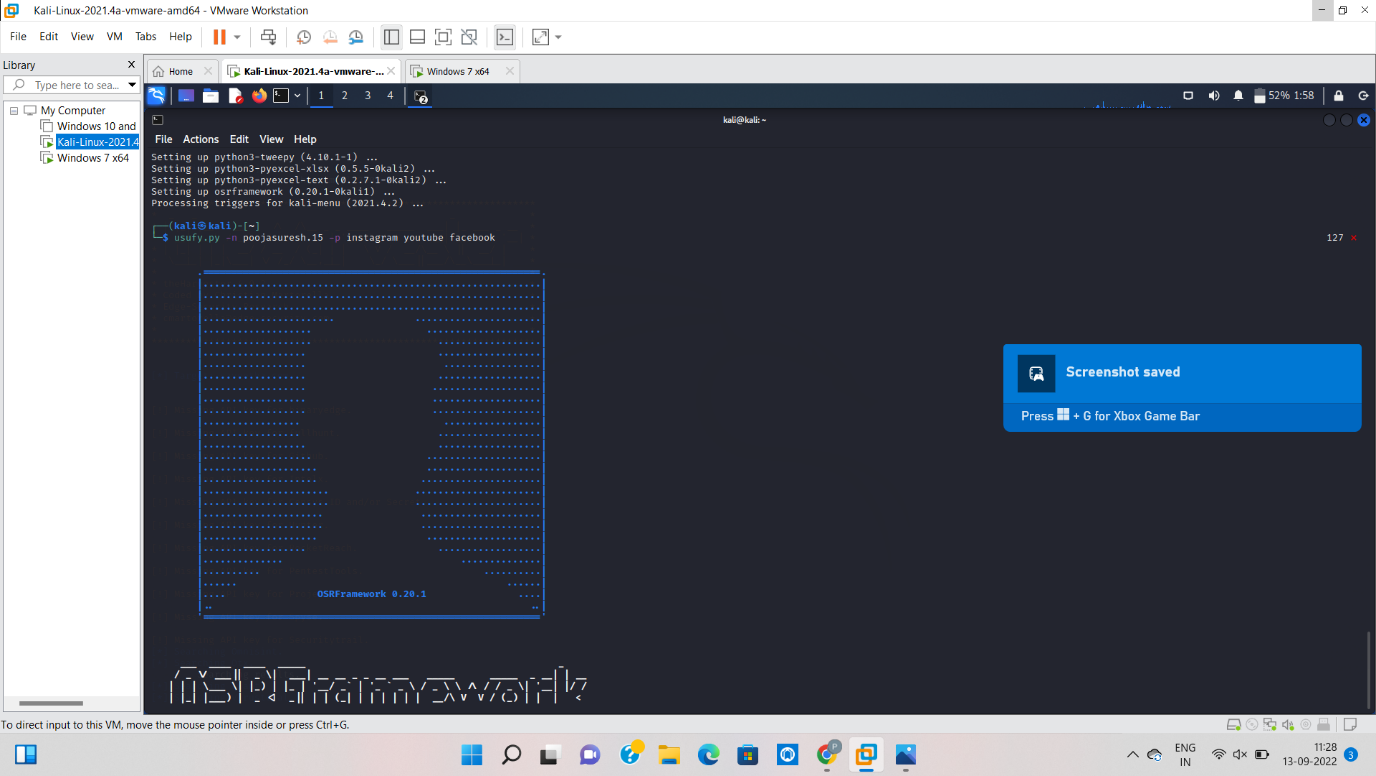 Kali-Linux-2021.4a-vmware-amd64 - VMware Workstation
File Edit View VM Tabs Help
Library
Type here to sea...
My Computer
Windows 10 and
Kali-Linux-2021.4
Windows 7 x64
Home
Kali-Linux-2021.4a-vmware-...
Windows 7 x64
1 2 3 4
2
52% 1:58
kali@kali: ~
File Actions Edit View Help
Setting up python3-tweepy (4.10.1-1) ...
Setting up python3-pyexcel-xlsx (0.5.5-0kali2) ...
Setting up python3-pyexcel-text (0.2.7.1-0kali2) ...
Setting up osrframework (0.20.1-0kali1) ...
Processing triggers for kali-menu (2021.4.2) ...
┌──(kali㉿kali)-[~]
└─$ usufy.py -n poojasuresh.15 -p instagram youtube facebook
127 ×
OSRFramework 0.20.1
OSRFramework
Screenshot saved
Press + G for Xbox Game Bar
To direct input to this VM, move the mouse pointer inside or press Ctrl+G.
P
ENG
IN
11:28
13-09-2022
3